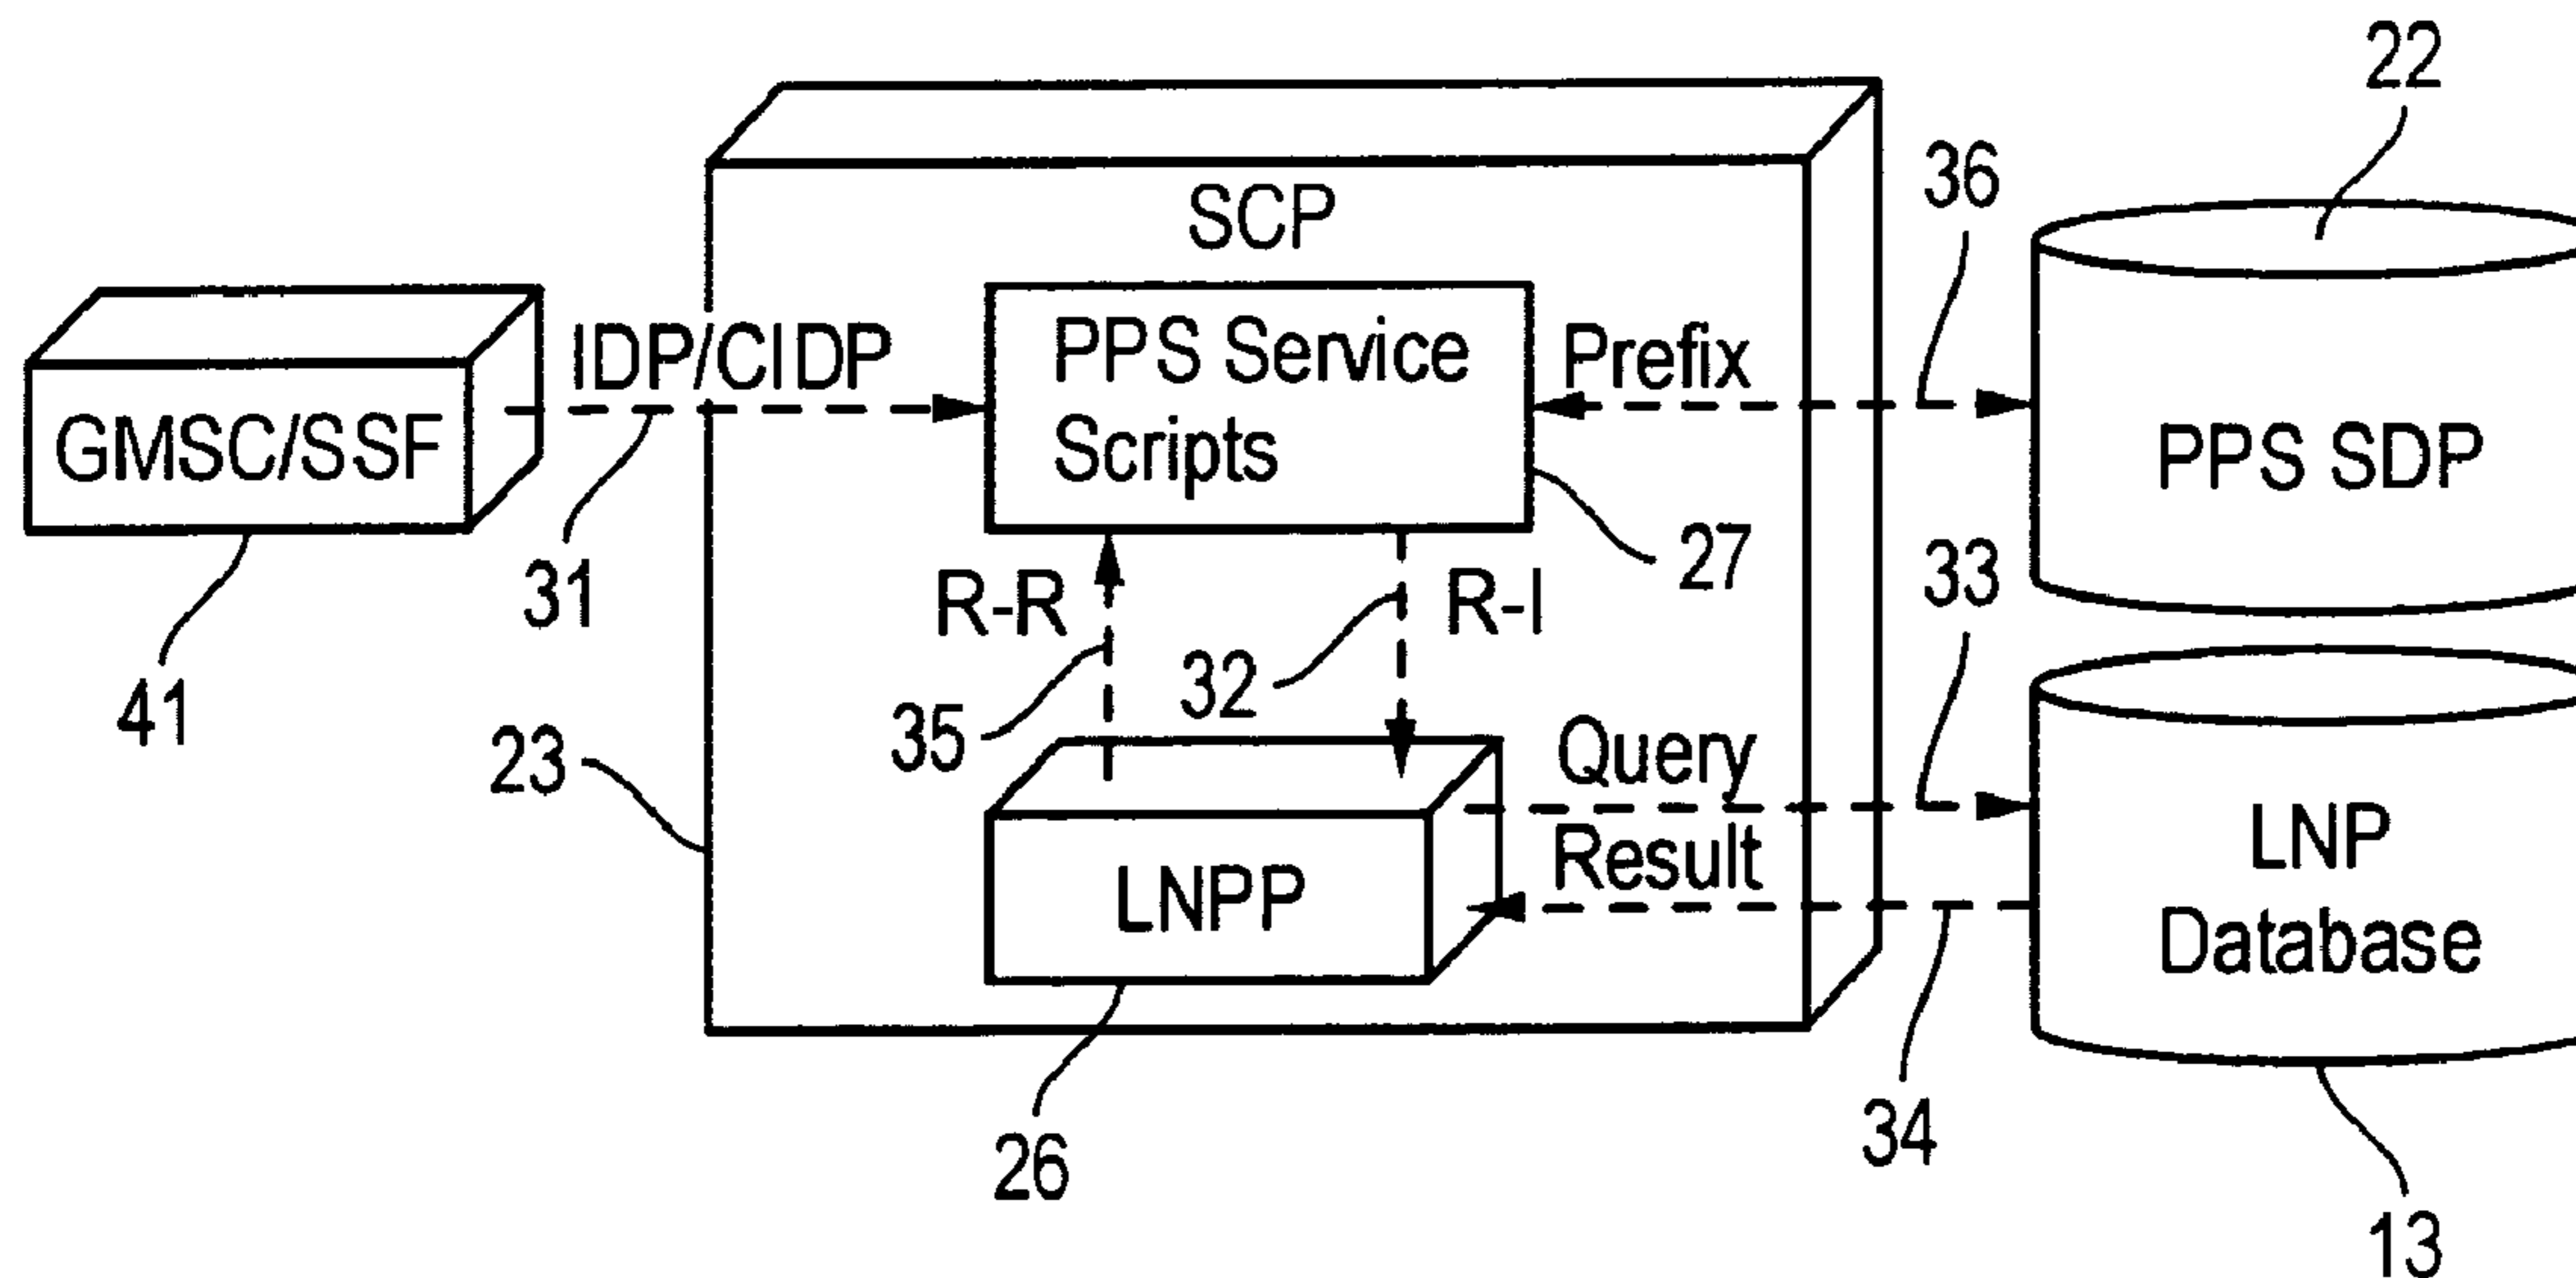 22
36
SCP
IDP/CIDP
PPS Service
Scripts
Prefix
GMSC/SSF
PPS SDP
31
R-R
R-I
27
33
41
32
35
23
Query
Result
LNPP
LNP
Database
34
26
13